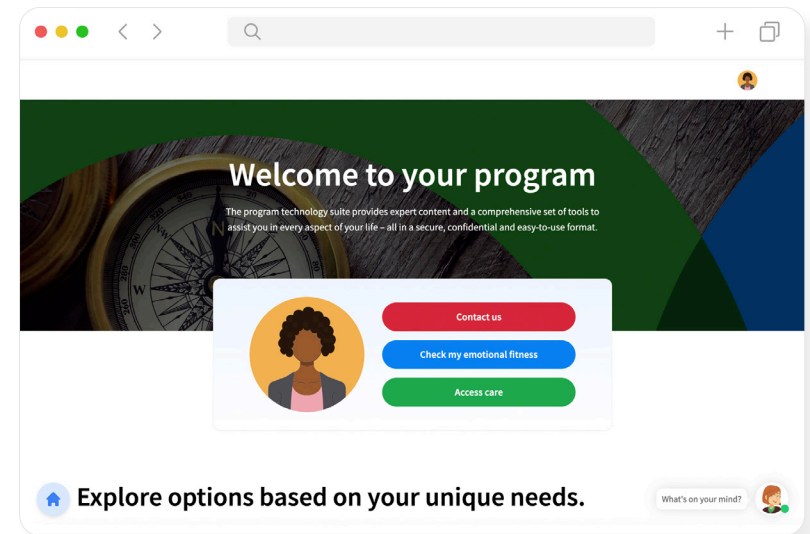 Welcome to your program
The program technology suite provides expert content and a comprehensive set of tools to
assist you in every aspect of your life – all in a secure, confidential and easy-to-use format.
N
W
Contact us
Check my emotional fitness
Access care
Explore options based on your unique needs.
What's on your mind?